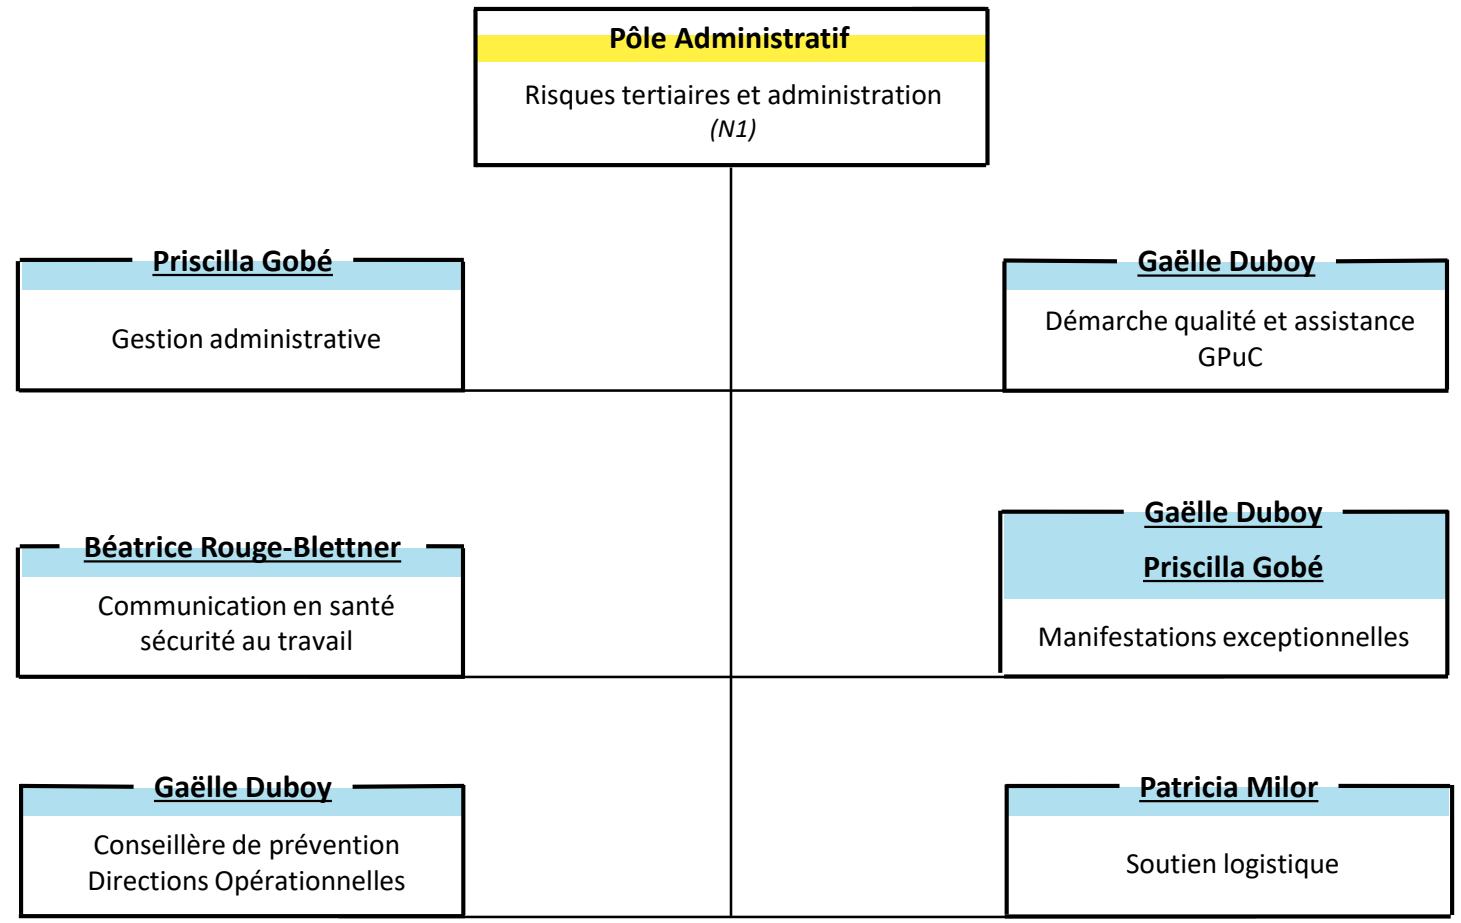 Pôle Administratif
Risques tertiaires et administration
(N1)
Priscilla Gobé
Gestion administrative
Gaëlle Duboy
Démarche qualité et assistance
GPuC
Béatrice Rouge-Blettner
Communication en santé
sécurité au travail
Gaëlle Duboy
Priscilla Gobé
Manifestations exceptionnelles
Gaëlle Duboy
Conseillère de prévention
Directions Opérationnelles
Patricia Milor
Soutien logistique